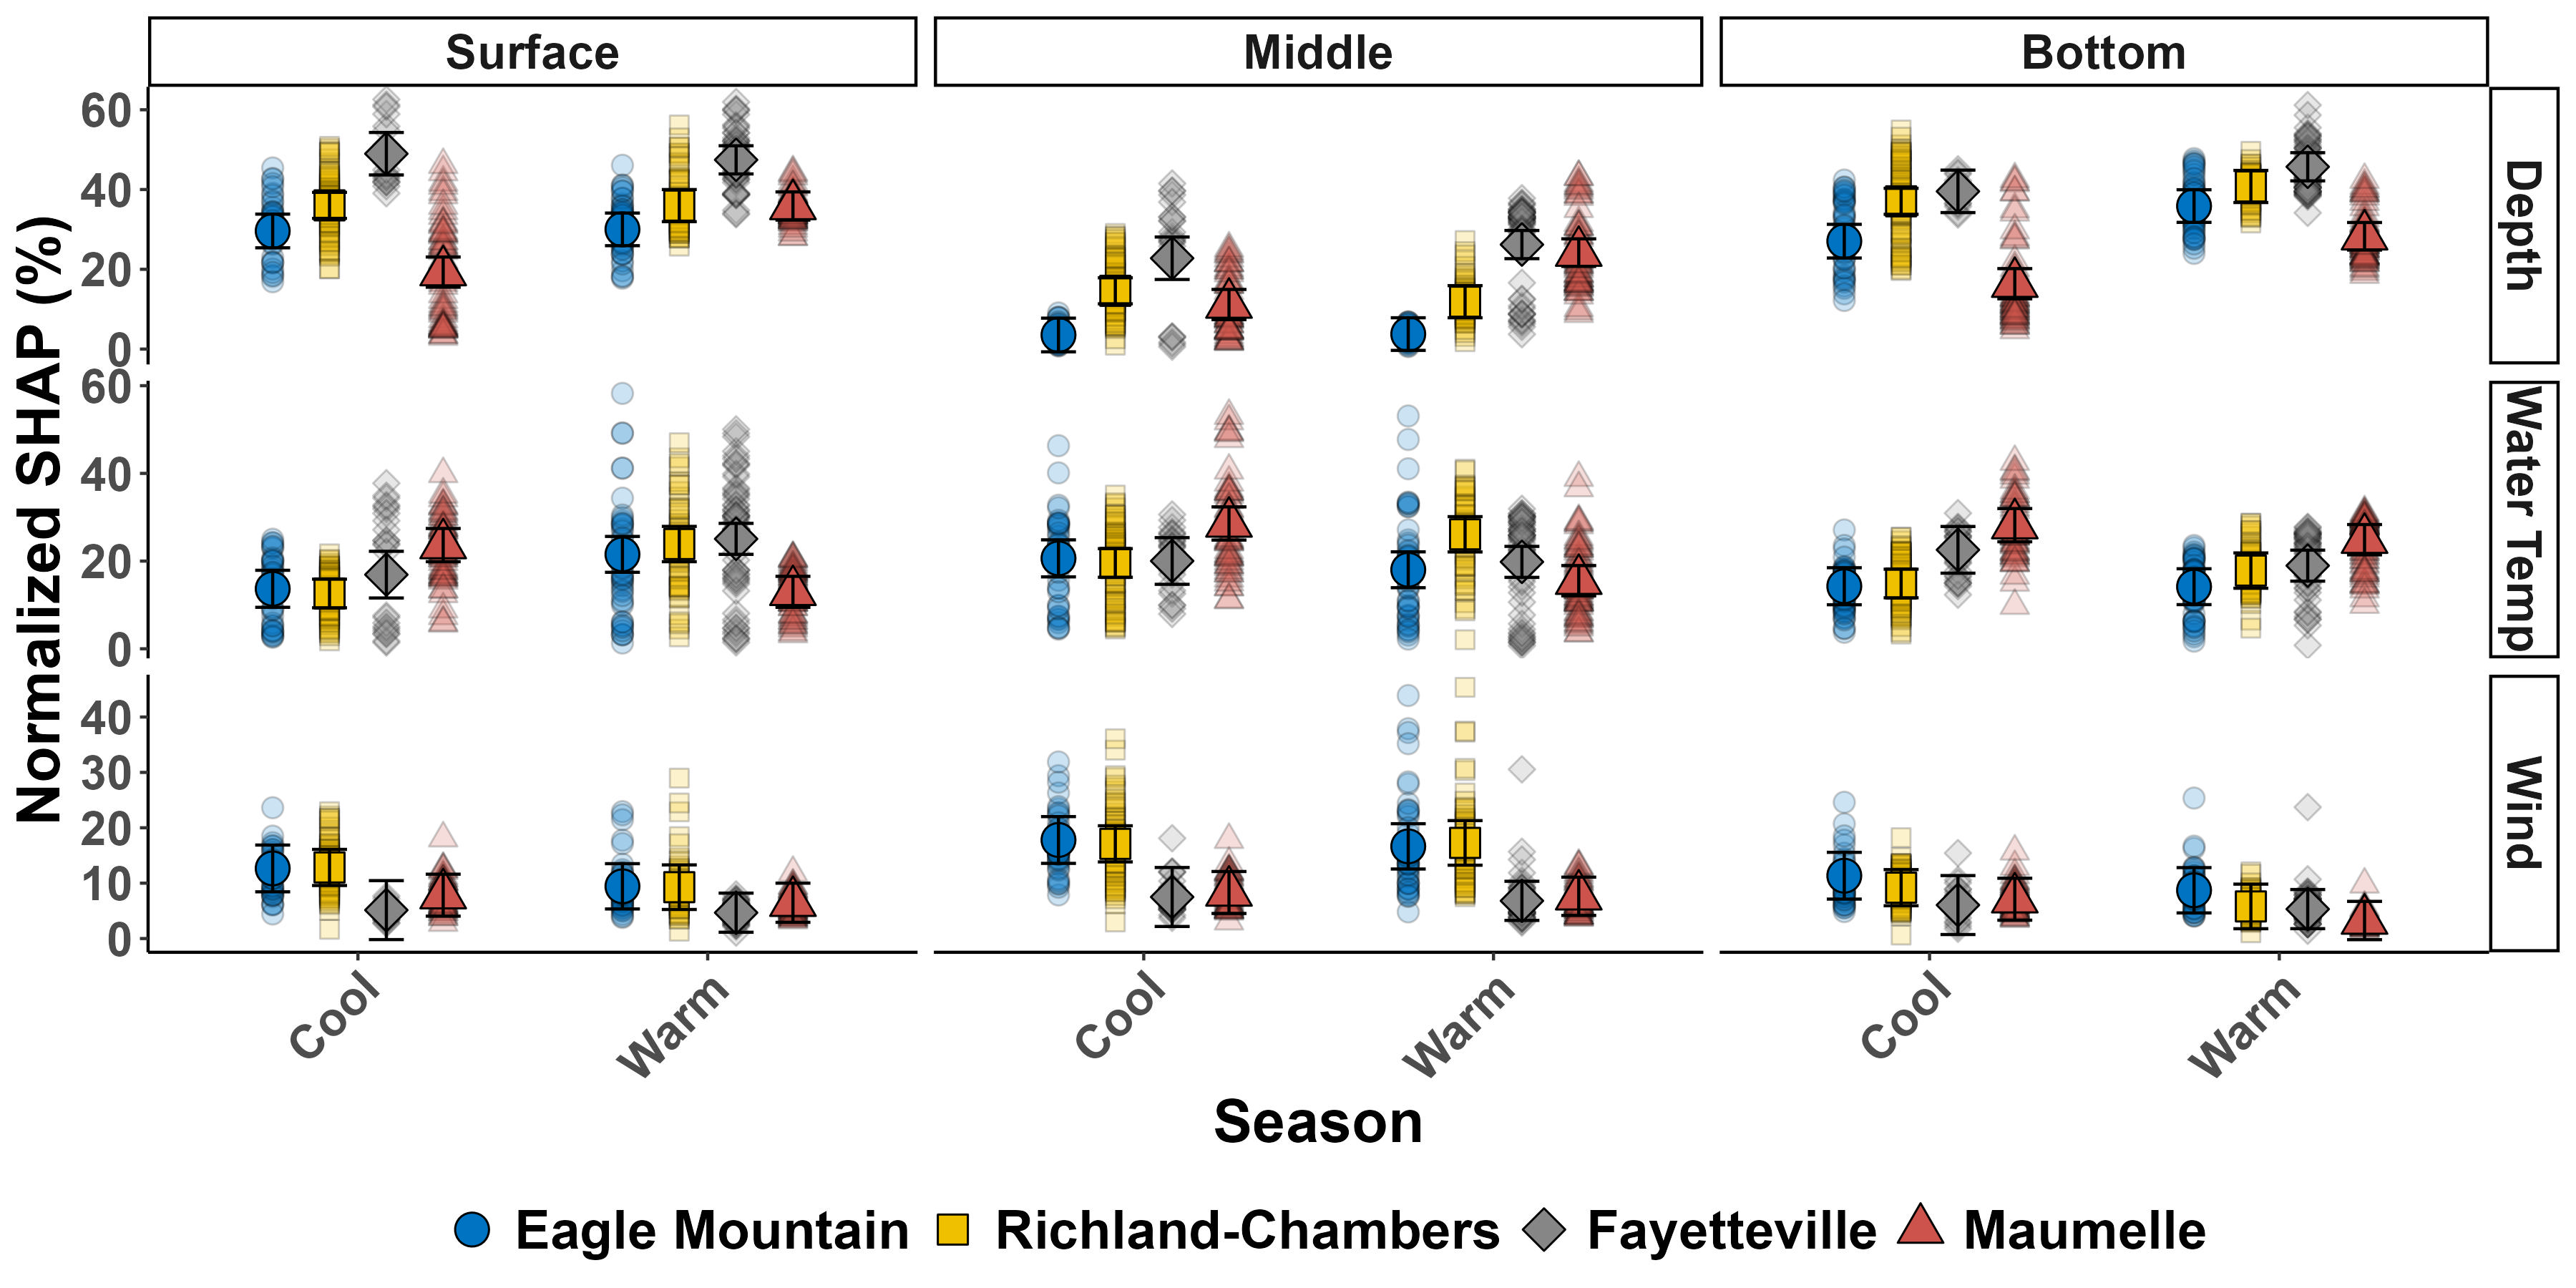 Surface Middle Bottom
Normalized SHAP (%)
60
40
20
0
Depth
60
40
20
0
Water Temp
40
30
20
10
0
Wind
Cool Warm Cool Warm Cool Warm
Season
Eagle Mountain Richland-Chambers Fayetteville Maumelle